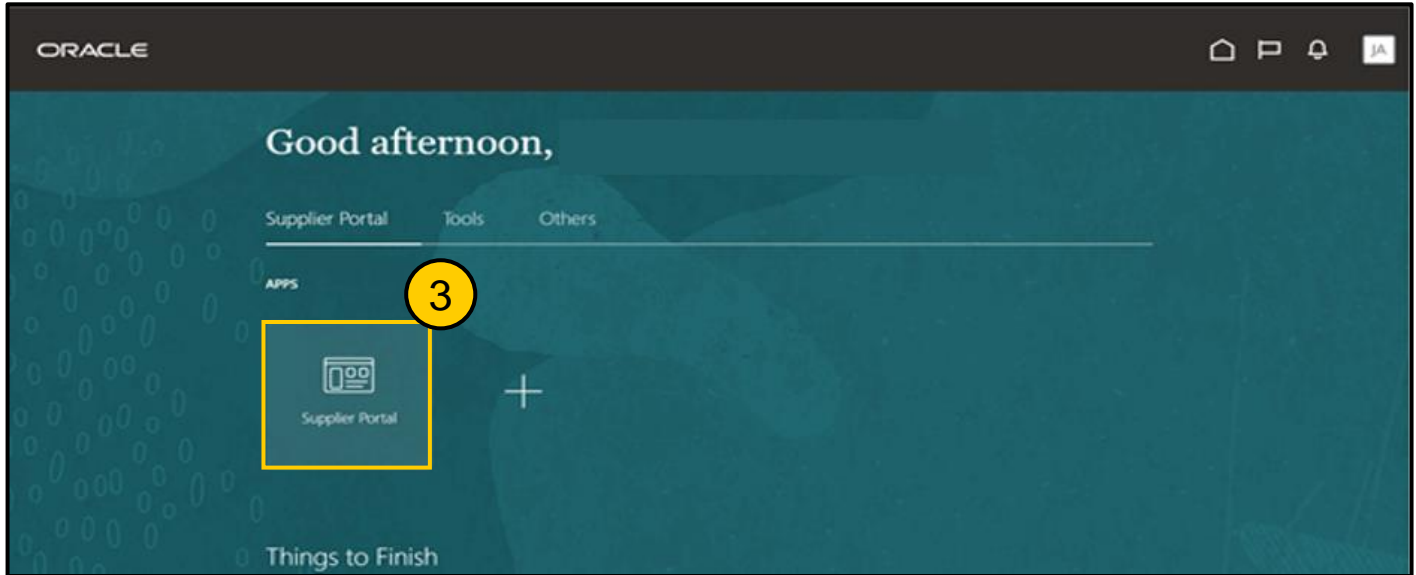 ORACLE
JA
Good afternoon,
Supplier Portal Tools Others
APPS
3
Supplier Portal
Things to Finish